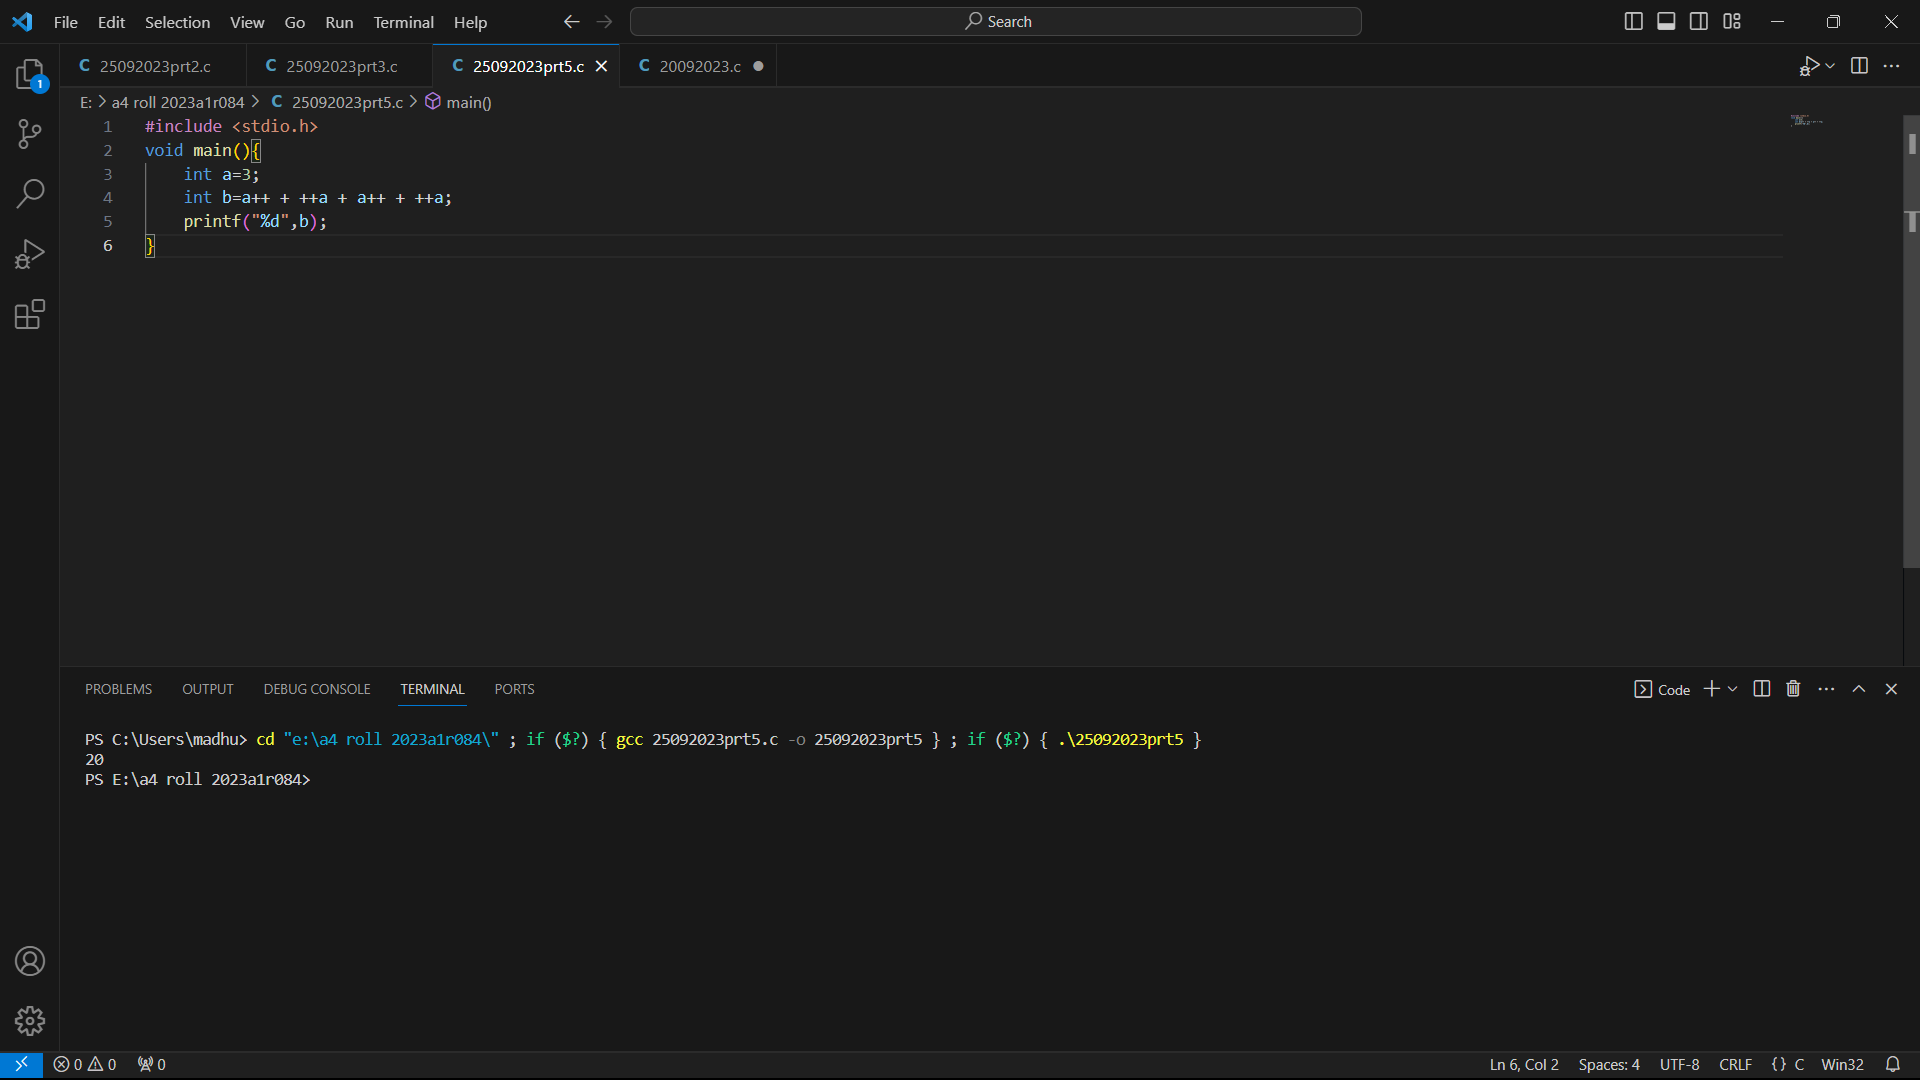 File Edit Selection View Go Run Terminal Help Search
C 25092023prt2.c C 25092023prt3.c C 25092023prt5.c C 20092023.c
1
E: > a4 roll 2023a1r084 > C 25092023prt5.c > main()
1 #include <stdio.h>
2 void main(){
3 int a=3;
4 int b=a++ + ++a + a++ + ++a;
5 printf("%d",b);
6 }
PROBLEMS OUTPUT DEBUG CONSOLE TERMINAL PORTS Code
PS C:\Users\madhu> cd "e:\a4 roll 2023a1r084\" ; if ($?) { gcc 25092023prt5.c -o 25092023prt5 } ; if ($?) { .\25092023prt5 }
20
PS E:\a4 roll 2023a1r084>
0 0 0 Ln 6, Col 2 Spaces: 4 UTF-8 CRLF {} C Win32